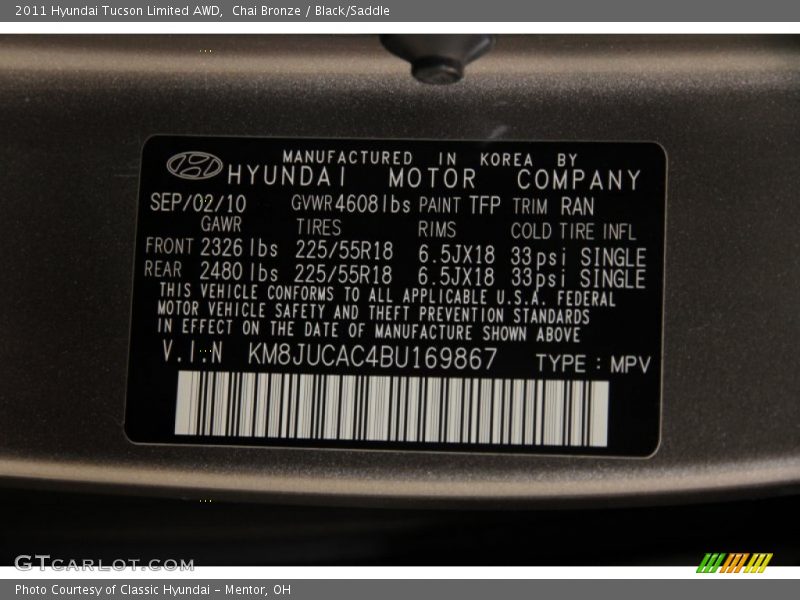 2011 Hyundai Tucson Limited AWD, Chai Bronze / Black/Saddle
MANUFACTURED IN KOREA BY
HYUNDAI MOTOR COMPANY
SEP/02/10 GVWR 4608lbs PAINT TFP TRIM RAN
GAWR TIRES RIMS COLD TIRE INFL
FRONT 2326 lbs 225/55R18 6.5JX18 33psi SINGLE
REAR 2480 lbs 225/55R18 6.5JX18 33psi SINGLE
THIS VEHICLE CONFORMS TO ALL APPLICABLE U.S.A. FEDERAL
MOTOR VEHICLE SAFETY AND THEFT PREVENTION STANDARDS
IN EFFECT ON THE DATE OF MANUFACTURE SHOWN ABOVE
V.I.N KM8JUCAC4BU169867 TYPE : MPV
GTCARLOT.COM
Photo Courtesy of Classic Hyundai - Mentor, OH